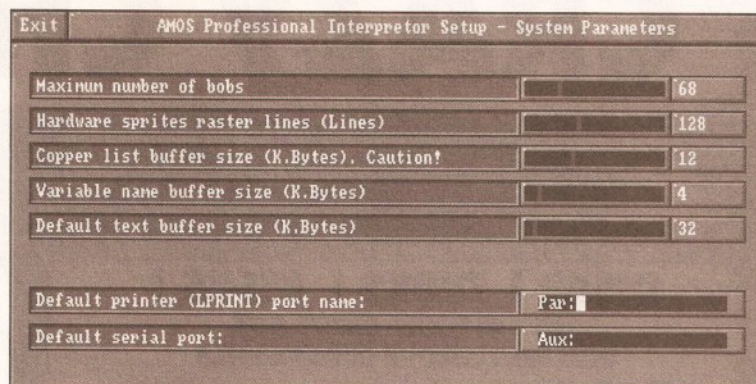 Exit AMOS Professional Interpretor Setup - System Parameters
Maximum number of bobs 68
Hardware sprites raster lines (Lines) 128
Copper list buffer size (K.Bytes). Caution! 12
Variable name buffer size (K.Bytes) 4
Default text buffer size (K.Bytes) 32
Default printer (LPRINT) port name: Par:
Default serial port: Aux: